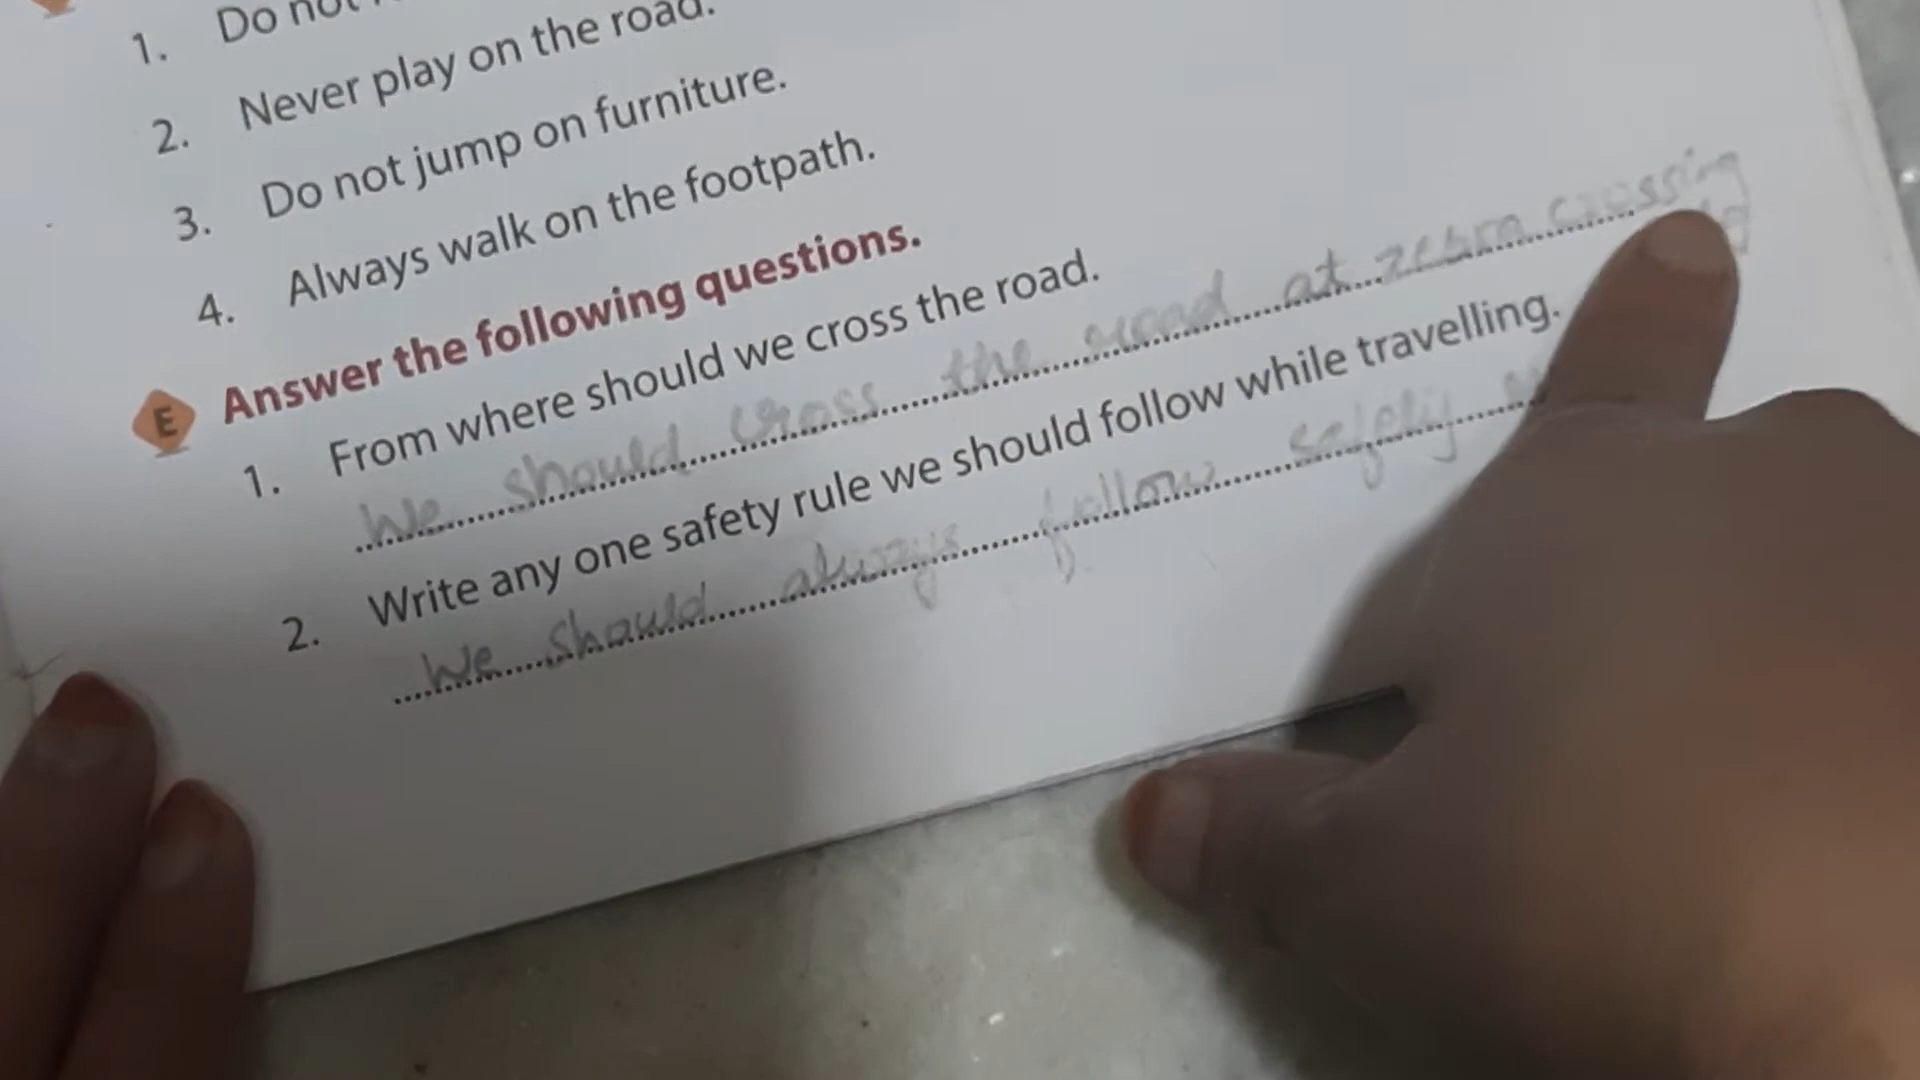 1. Do not
2. Never play on the road.
3. Do not jump on furniture.
4. Always walk on the footpath.
E Answer the following questions.
1. From where should we cross the road.
We should cross the road at zebra crossing
2. Write any one safety rule we should follow while travelling.
We should always follow safely